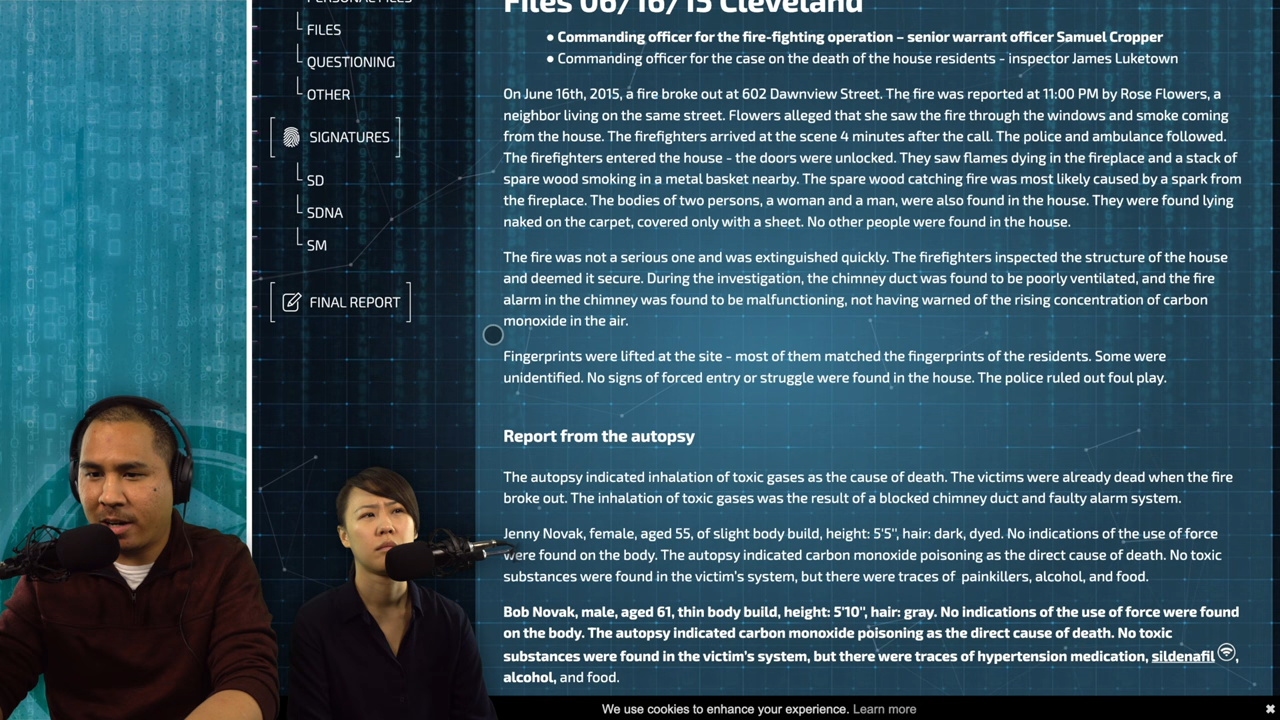 FILES
QUESTIONING
OTHER
SIGNATURES
SD
SDNA
SM
FINAL REPORT
Files 06/16/15 Cleveland
● Commanding officer for the fire-fighting operation – senior warrant officer Samuel Cropper
● Commanding officer for the case on the death of the house residents - inspector James Luketown
On June 16th, 2015, a fire broke out at 602 Dawnview Street. The fire was reported at 11:00 PM by Rose Flowers, a
neighbor living on the same street. Flowers alleged that she saw the fire through the windows and smoke coming
from the house. The firefighters arrived at the scene 4 minutes after the call. The police and ambulance followed.
The firefighters entered the house - the doors were unlocked. They saw flames dying in the fireplace and a stack of
spare wood smoking in a metal basket nearby. The spare wood catching fire was most likely caused by a spark from
the fireplace. The bodies of two persons, a woman and a man, were also found in the house. They were found lying
naked on the carpet, covered only with a sheet. No other people were found in the house.
The fire was not a serious one and was extinguished quickly. The firefighters inspected the structure of the house
and deemed it secure. During the investigation, the chimney duct was found to be poorly ventilated, and the fire
alarm in the chimney was found to be malfunctioning, not having warned of the rising concentration of carbon
monoxide in the air.
Fingerprints were lifted at the site - most of them matched the fingerprints of the residents. Some were
unidentified. No signs of forced entry or struggle were found in the house. The police ruled out foul play.
Report from the autopsy
The autopsy indicated inhalation of toxic gases as the cause of death. The victims were already dead when the fire
broke out. The inhalation of toxic gases was the result of a blocked chimney duct and faulty alarm system.
Jenny Novak, female, aged 55, of slight body build, height: 5'5'', hair: dark, dyed. No indications of the use of force
were found on the body. The autopsy indicated carbon monoxide poisoning as the direct cause of death. No toxic
substances were found in the victim's system, but there were traces of painkillers, alcohol, and food.
Bob Novak, male, aged 61, thin body build, height: 5'10'', hair: gray. No indications of the use of force were found
on the body. The autopsy indicated carbon monoxide poisoning as the direct cause of death. No toxic
substances were found in the victim's system, but there were traces of hypertension medication, sildenafil,
alcohol, and food.
We use cookies to enhance your experience. Learn more